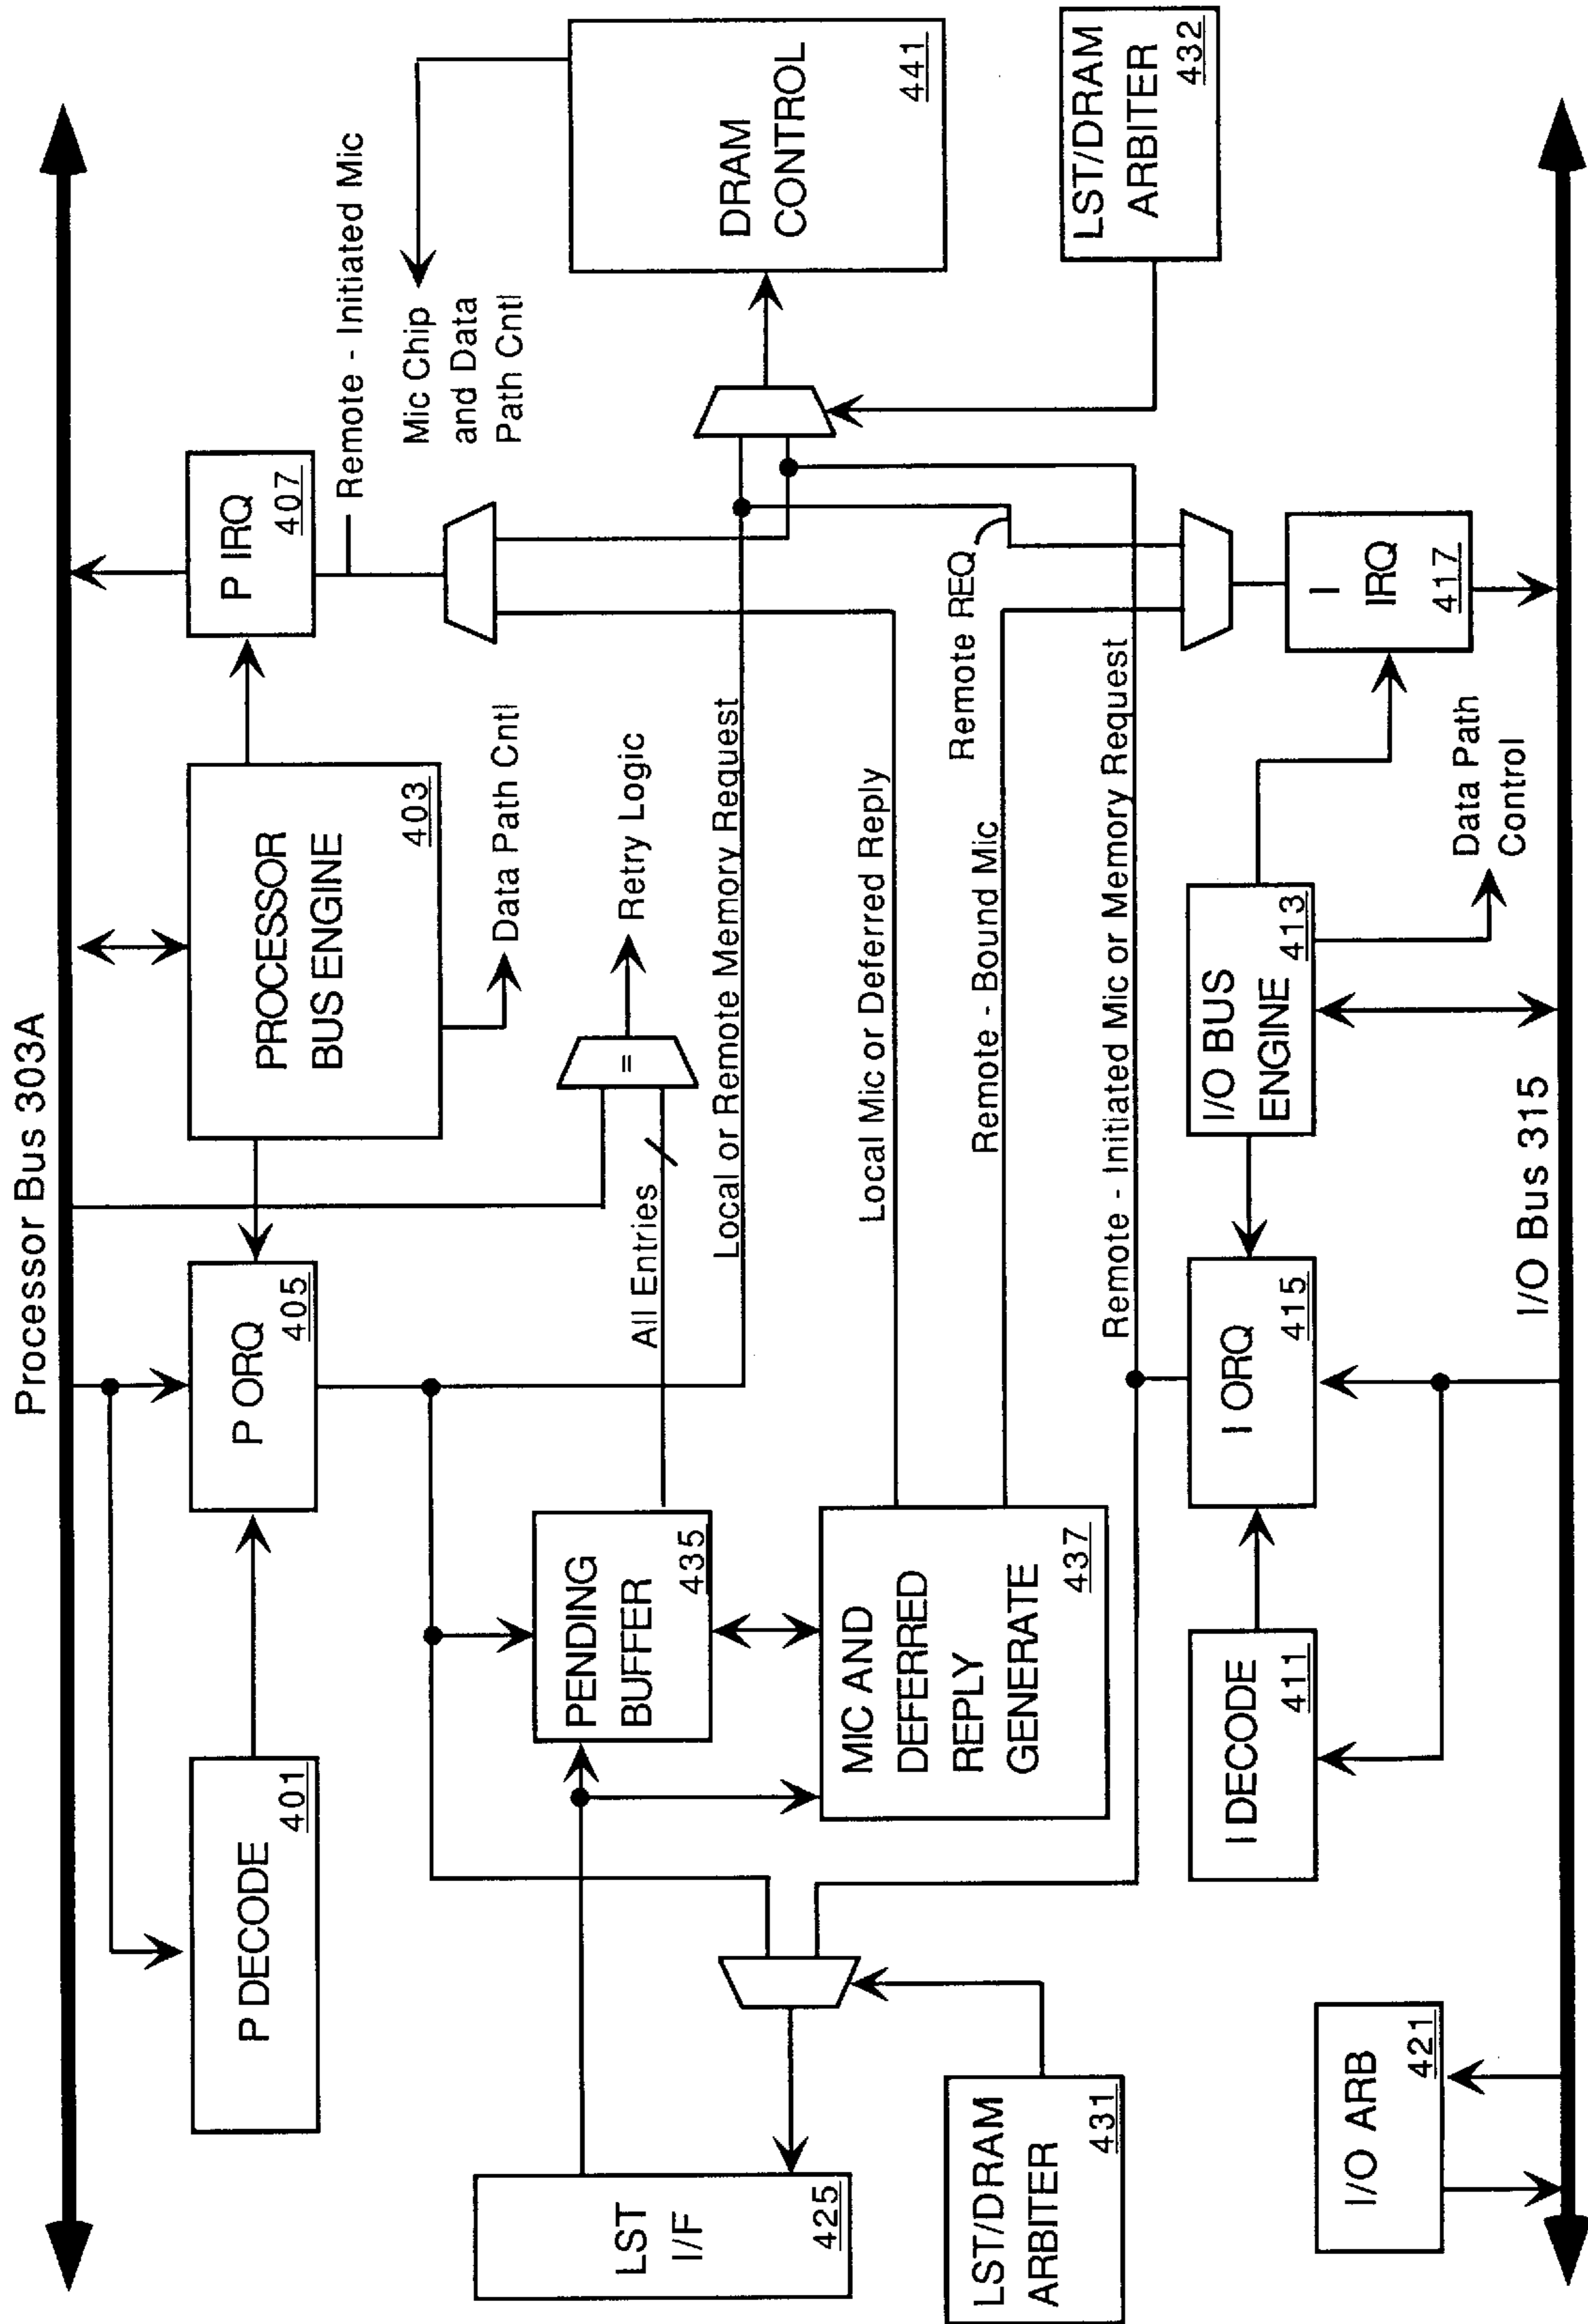 Processor Bus 303A
P DECODE
401
P ORQ
405
PROCESSOR
BUS ENGINE
403
P IRQ
407
Remote - Initiated Mic
Data Path Cntl
Mic Chip
and Data
Path Cntl
LST
I/F
425
PENDING
BUFFER
435
All Entries
=
Retry Logic
Local or Remote Memory Request
DRAM
CONTROL
441
MIC AND
DEFERRED
REPLY
GENERATE
437
Local Mic or Deferred Reply
Remote REQ
Remote - Bound Mic
LST/DRAM
ARBITER
431
LST/DRAM
ARBITER
432
Remote - Initiated Mic or Memory Request
I DECODE
411
I ORQ
415
I/O BUS
ENGINE
413
I
IRQ
417
Data Path
Control
I/O ARB
421
I/O Bus 315